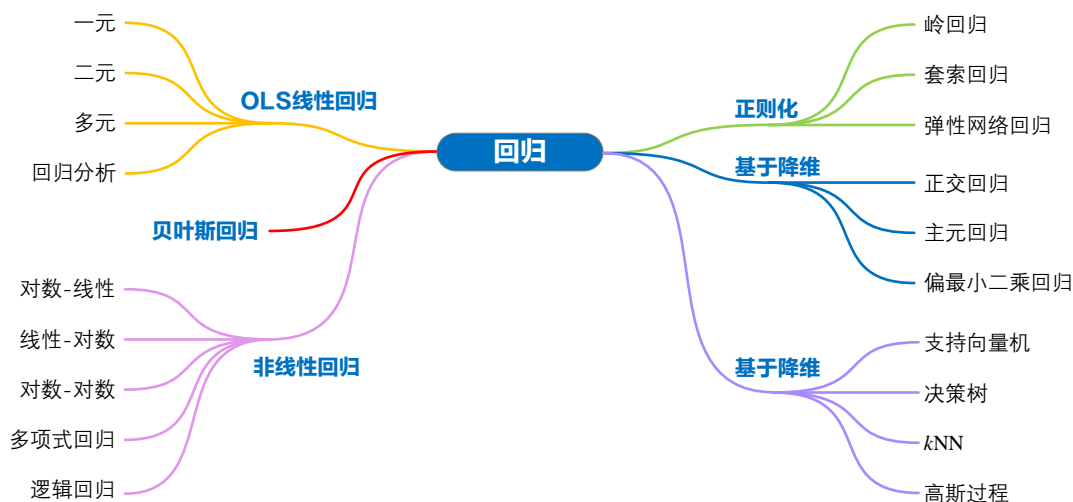 回归
OLS线性回归
一元
二元
多元
回归分析
贝叶斯回归
非线性回归
对数-线性
线性-对数
对数-对数
多项式回归
逻辑回归
正则化
岭回归
套索回归
弹性网络回归
基于降维
正交回归
主元回归
偏最小二乘回归
基于降维
支持向量机
决策树
kNN
高斯过程